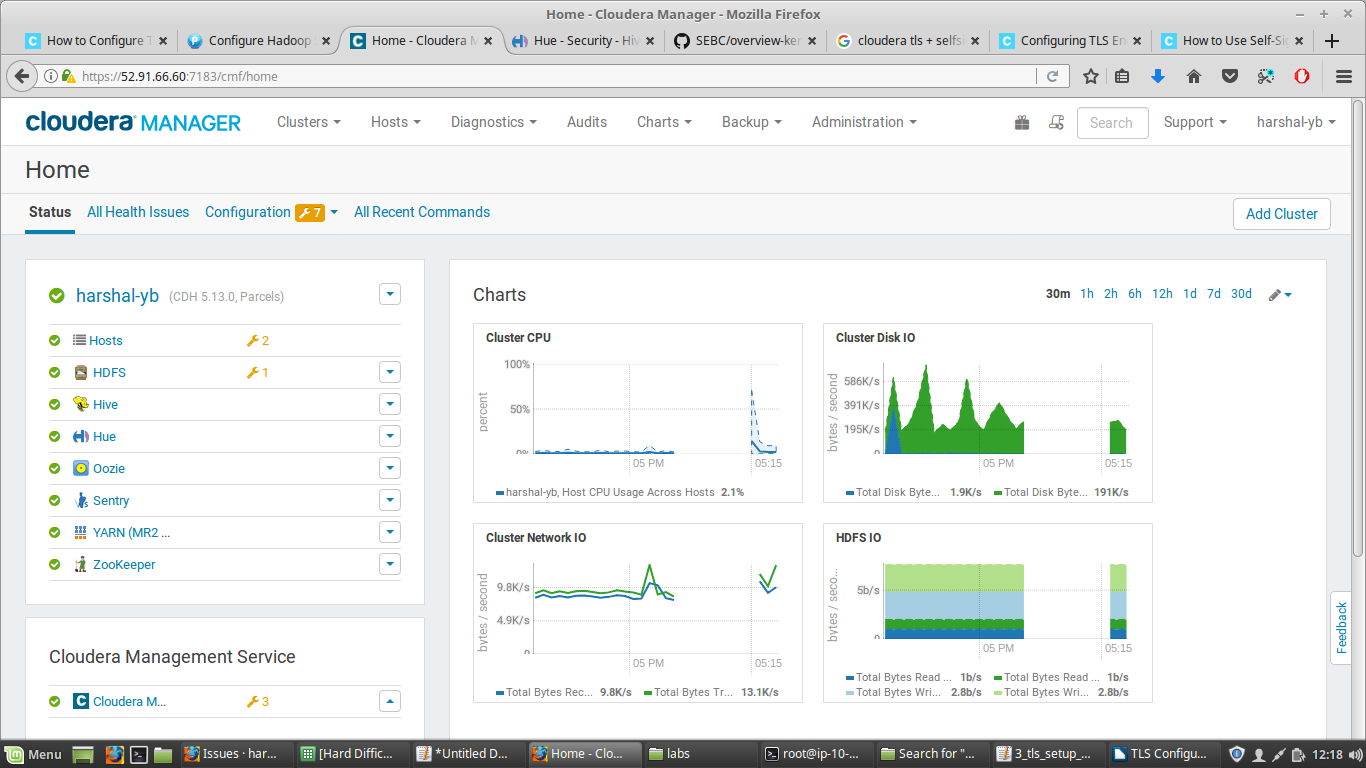 Home - Cloudera Manager - Mozilla Firefox
How to Configure T
Configure Hadoop
Home - Cloudera M
Hue - Security - Hiv
SEBC/overview-ker
cloudera tls + selfsi
Configuring TLS En
How to Use Self-Si
https://52.91.66.60:7183/cmf/home
cloudera MANAGER
Clusters
Hosts
Diagnostics
Audits
Charts
Backup
Administration
Search
Support
harshal-yb
Home
Status
All Health Issues
Configuration 7
All Recent Commands
Add Cluster
harshal-yb (CDH 5.13.0, Parcels)
Hosts 2
HDFS 1
Hive
Hue
Oozie
Sentry
YARN (MR2 ...
ZooKeeper
Cloudera Management Service
Cloudera M... 3
Charts
30m 1h 2h 6h 12h 1d 7d 30d
Cluster CPU
percent
100%
50%
0%
05 PM
05:15
harshal-yb, Host CPU Usage Across Hosts 2.1%
Cluster Disk IO
bytes / second
586K/s
391K/s
195K/s
0
05 PM
05:15
Total Disk Byte... 1.9K/s
Total Disk Byte... 191K/s
Cluster Network IO
bytes / second
9.8K/s
4.9K/s
0
05 PM
05:15
Total Bytes Rec... 9.8K/s
Total Bytes Tr... 13.1K/s
HDFS IO
bytes / seco...
5b/s
0
05 PM
05:15
Total Bytes Read ... 1b/s
Total Bytes Read ... 1b/s
Total Bytes Wri... 2.8b/s
Total Bytes Wri... 2.8b/s
Feedback
Menu
Issues · har...
[Hard Diffic...
*Untitled D...
Home - Clo...
labs
root@ip-10-...
Search for "...
3_tls_setup_...
TLS Configu...
12:18